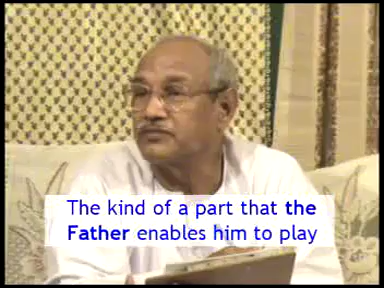 The kind of a part that the
Father enables him to play